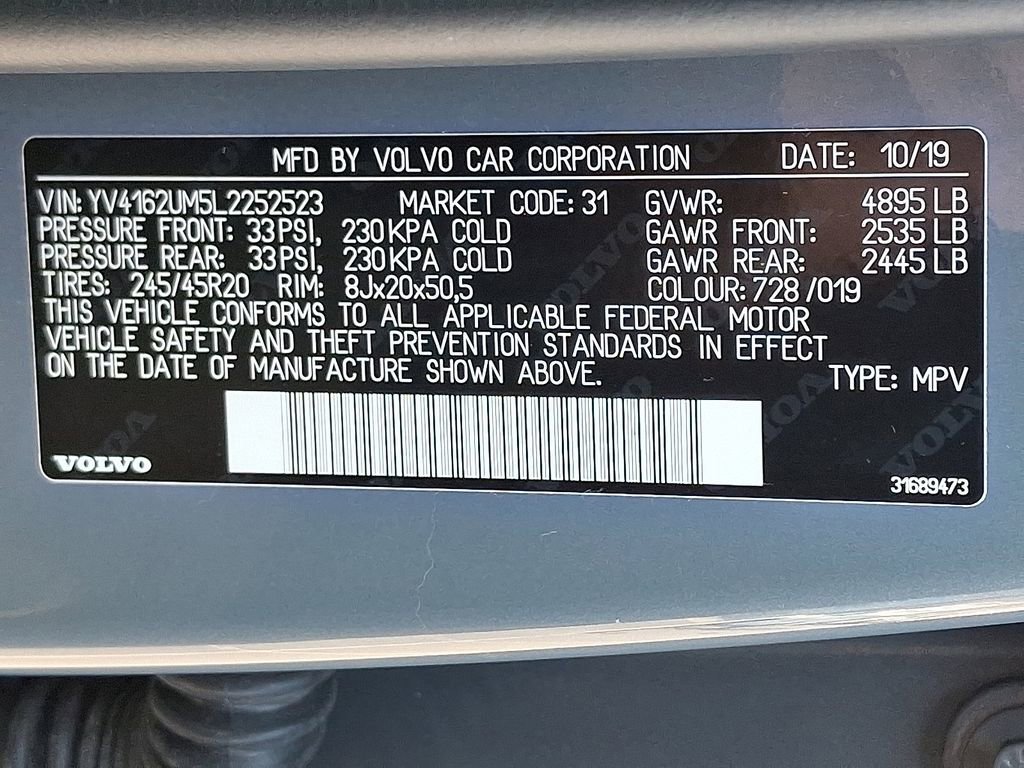 MFD BY VOLVO CAR CORPORATION DATE: 10/19
VIN: YV4162UM5L2252523 MARKET CODE: 31 GVWR: 4895 LB
PRESSURE FRONT: 33 PSI, 230 KPA COLD GAWR FRONT: 2535 LB
PRESSURE REAR: 33 PSI, 230 KPA COLD GAWR REAR: 2445 LB
TIRES: 245/45R20 RIM: 8Jx20x50,5 COLOUR: 728 /019
THIS VEHICLE CONFORMS TO ALL APPLICABLE FEDERAL MOTOR
VEHICLE SAFETY AND THEFT PREVENTION STANDARDS IN EFFECT
ON THE DATE OF MANUFACTURE SHOWN ABOVE. TYPE: MPV
VOLVO
31689473